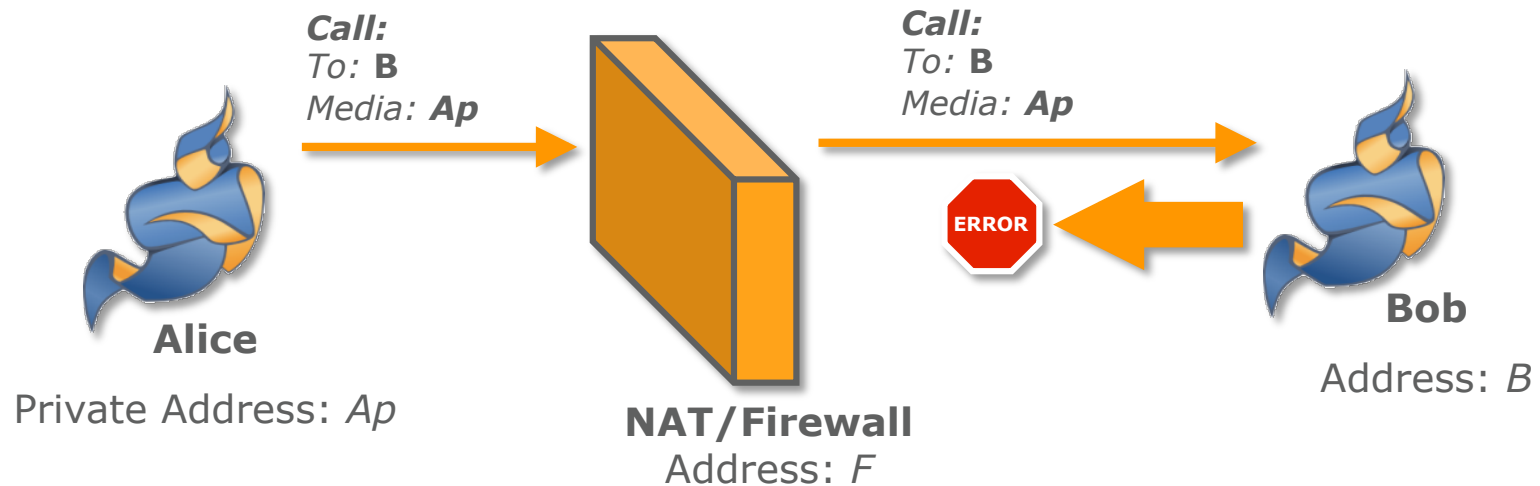 Call:
To: B
Media: Ap
Call:
To: B
Media: Ap
ERROR
Alice
Private Address: Ap
NAT/Firewall
Address: F
Bob
Address: B